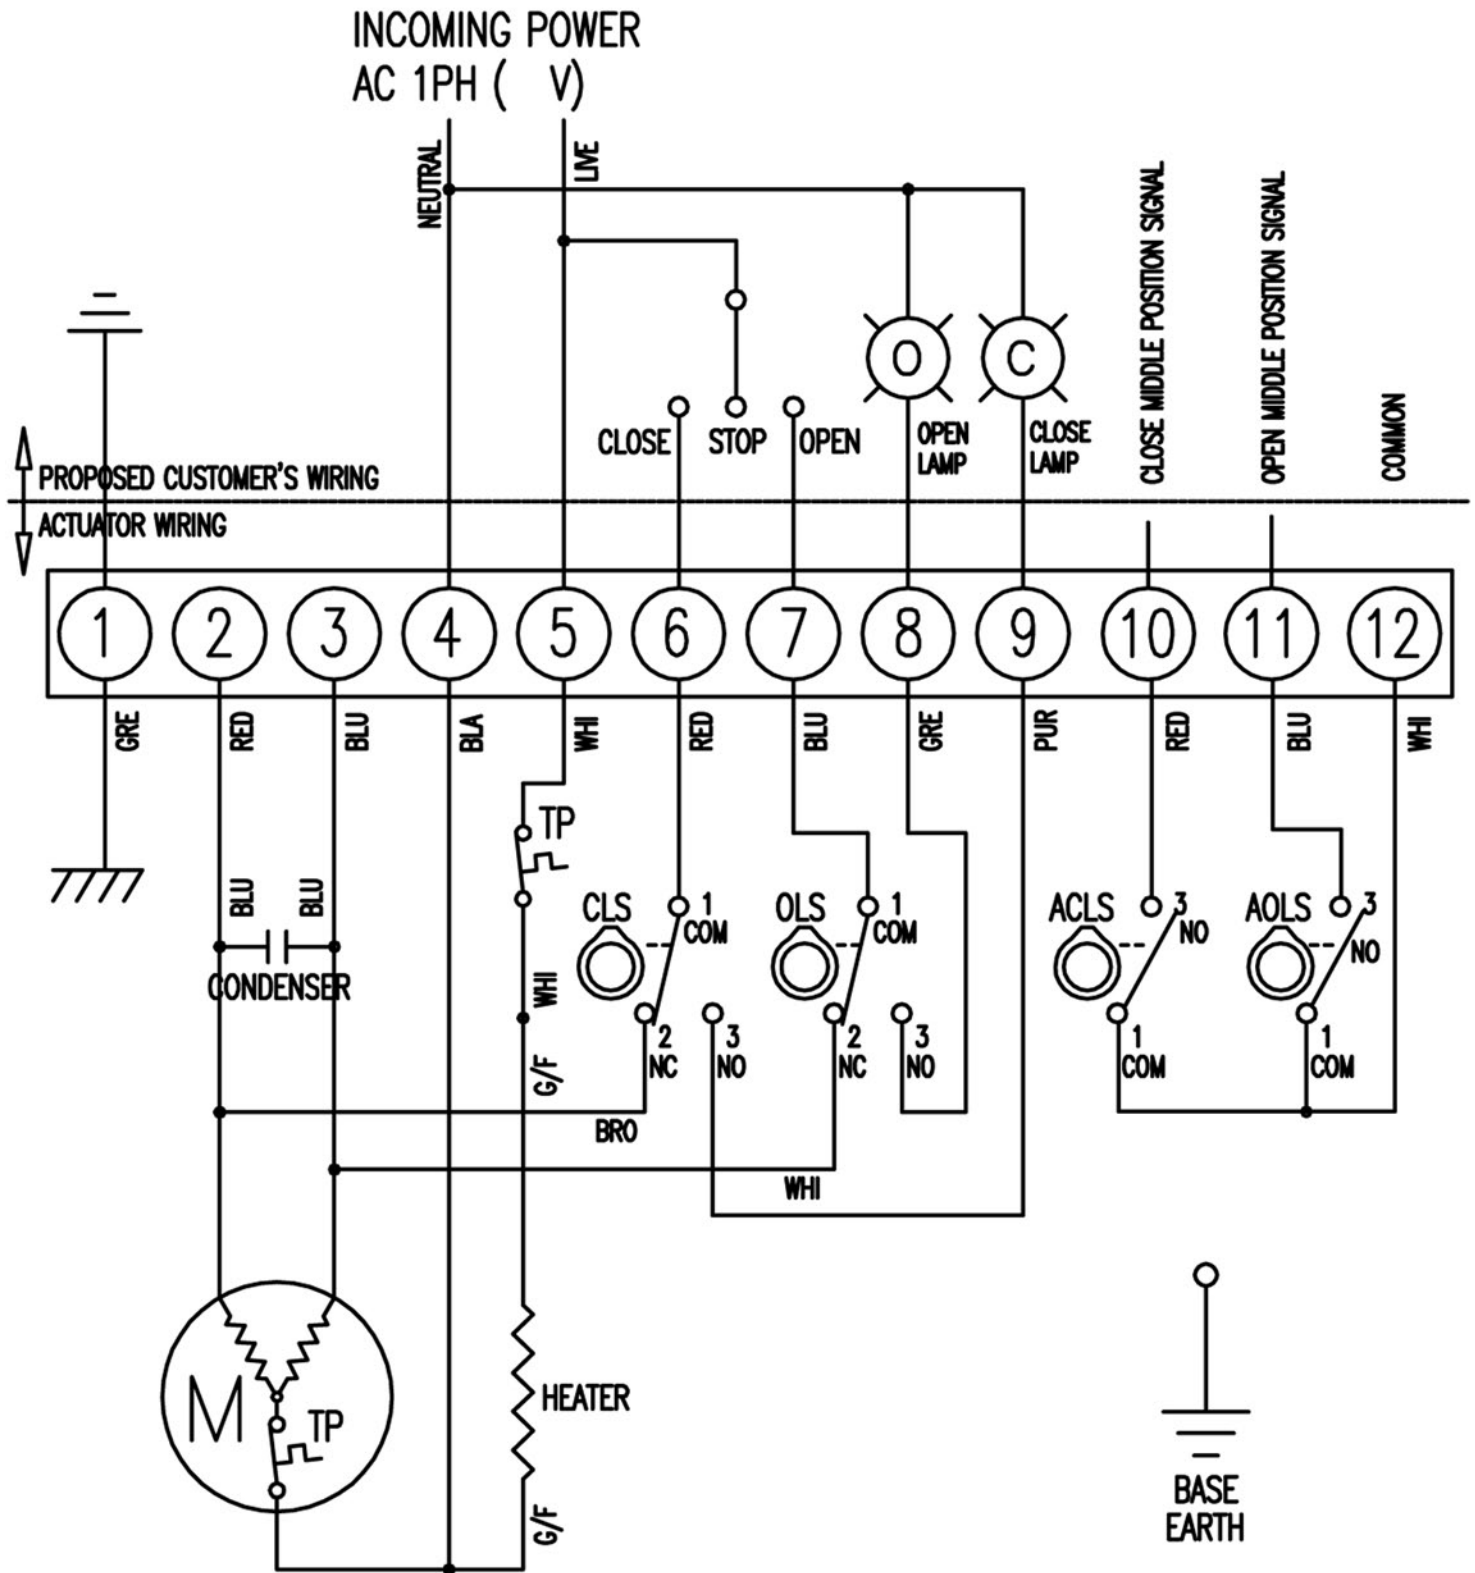 INCOMING POWER
AC 1PH ( V)
NEUTRAL
LIVE
CLOSE MIDDLE POSITION SIGNAL
OPEN MIDDLE POSITION SIGNAL
COMMON
O
C
CLOSE
STOP
OPEN
OPEN
LAMP
CLOSE
LAMP
PROPOSED CUSTOMER'S WIRING
ACTUATOR WIRING
1 2 3 4 5 6 7 8 9 10 11 12
GRE RED BLU BLA WHI RED BLU GRE PUR RED BLU WHI
TP
BLU BLU
CONDENSER
WHI
G/F
CLS
1
COM
2
NC
3
NO
OLS
1
COM
2
NC
3
NO
ACLS
3
NO
1
COM
AOLS
3
NO
1
COM
BRO
WHI
M
TP
HEATER
G/F
BASE
EARTH